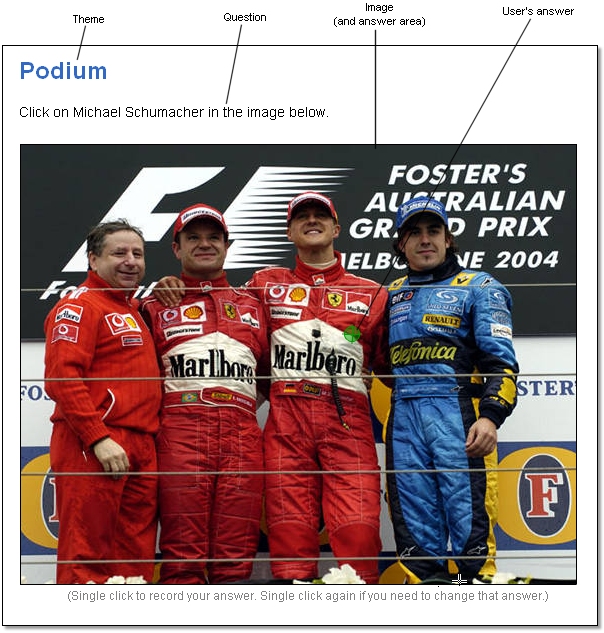 Theme
Question
Image
(and answer area)
User's answer
Podium
Click on Michael Schumacher in the image below.
F1
FOSTER'S
AUSTRALIAN
GRAND PRIX
MELBOURNE 2004
Marlboro
Marlboro
RENAULT
Telefonica
F
F
(Single click to record your answer. Single click again if you need to change that answer.)